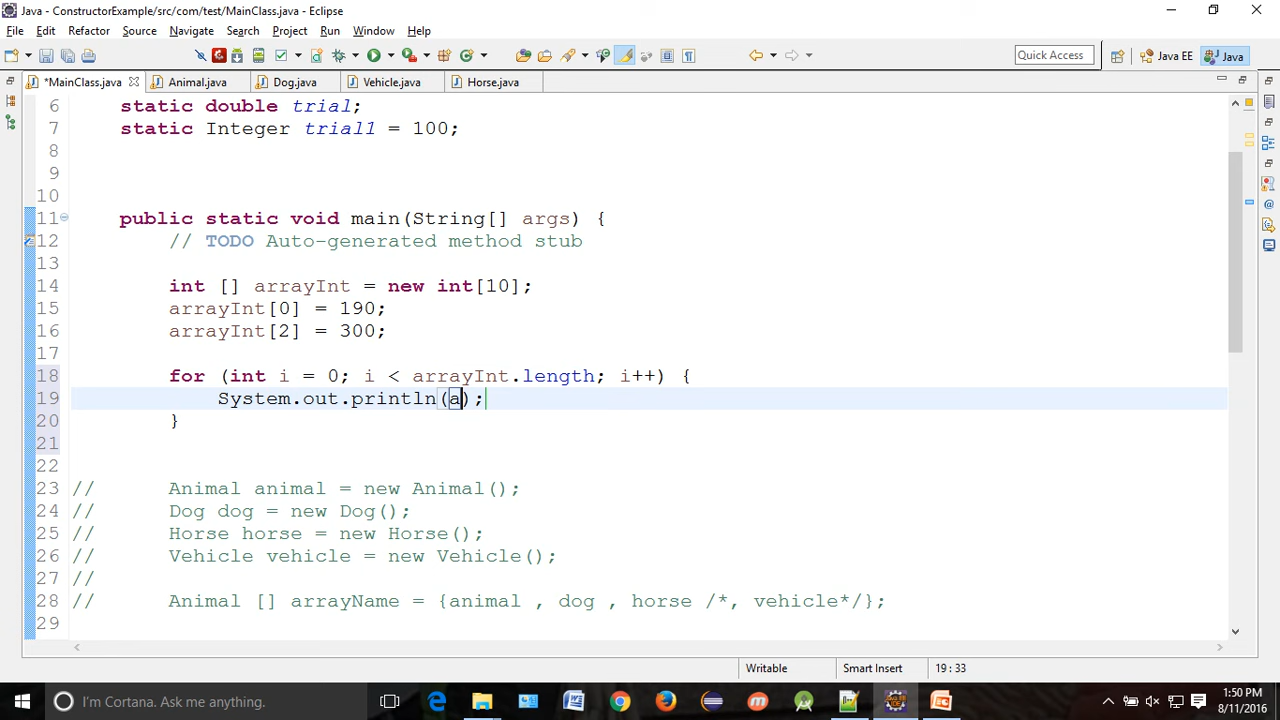 Java - ConstructorExample/src/com/test/MainClass.java - Eclipse
File Edit Refactor Source Navigate Search Project Run Window Help
Quick Access Java EE Java
*MainClass.java Animal.java Dog.java Vehicle.java Horse.java
6 static double trial;
7 static Integer trial1 = 100;
8
9
10
11 public static void main(String[] args) {
12 // TODO Auto-generated method stub
13
14 int [] arrayInt = new int[10];
15 arrayInt[0] = 190;
16 arrayInt[2] = 300;
17
18 for (int i = 0; i < arrayInt.length; i++) {
19 System.out.println(a);
20 }
21
22
23 // Animal animal = new Animal();
24 // Dog dog = new Dog();
25 // Horse horse = new Horse();
26 // Vehicle vehicle = new Vehicle();
27 //
28 // Animal [] arrayName = {animal , dog , horse /*, vehicle*/};
29
Writable Smart Insert 19 : 33
I'm Cortana. Ask me anything. 1:50 PM
8/11/2016